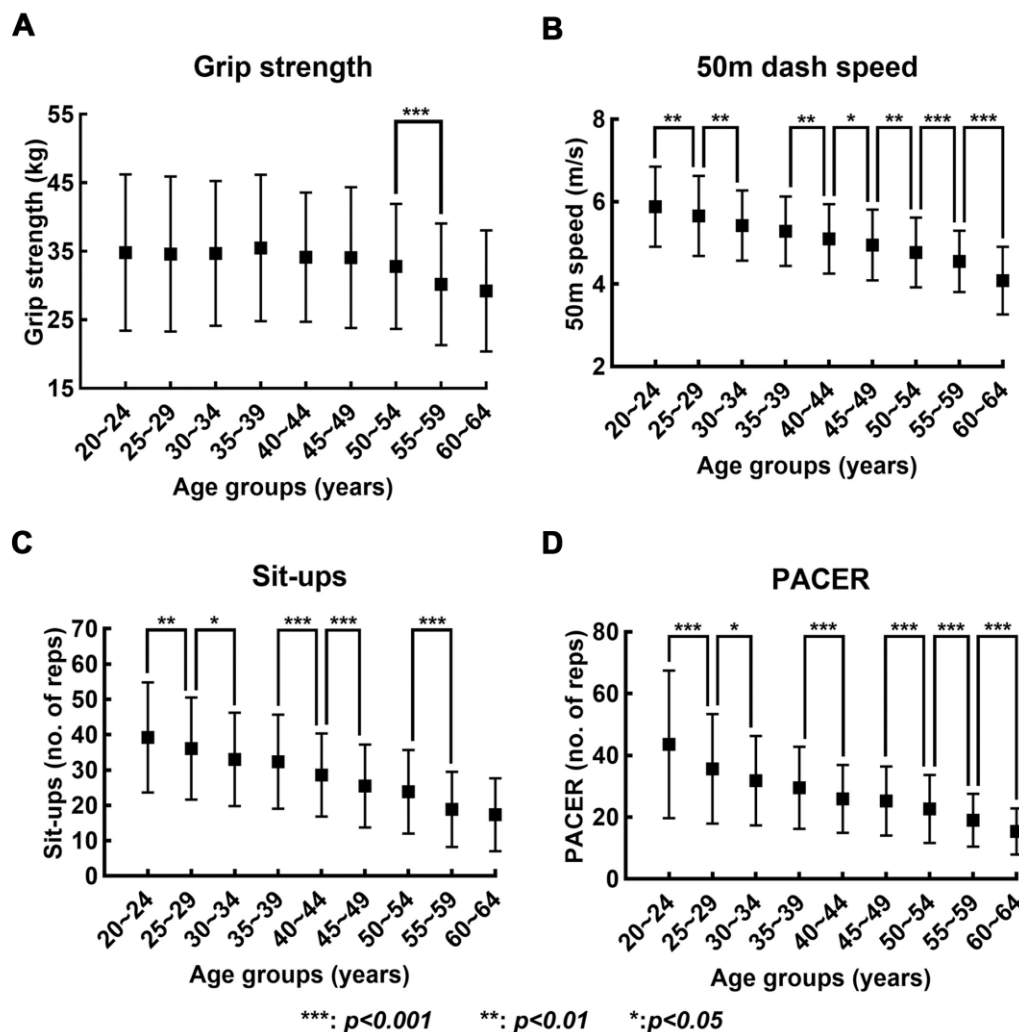 A
Grip strength
***
Grip strength (kg)
55
45
35
25
15
20~24
25~29
30~34
35~39
40~44
45~49
50~54
55~59
60~64
Age groups (years)
B
50m dash speed
** ** ** * ** *** ***
50m speed (m/s)
8
6
4
2
20~24
25~29
30~34
35~39
40~44
45~49
50~54
55~59
60~64
Age groups (years)
C
Sit-ups
** * *** *** ***
Sit-ups (no. of reps)
70
60
50
40
30
20
10
0
20~24
25~29
30~34
35~39
40~44
45~49
50~54
55~59
60~64
Age groups (years)
D
PACER
*** * *** *** *** ***
PACER (no. of reps)
80
60
40
20
0
20~24
25~29
30~34
35~39
40~44
45~49
50~54
55~59
60~64
Age groups (years)
***: p<0.001 **: p<0.01 *:p<0.05